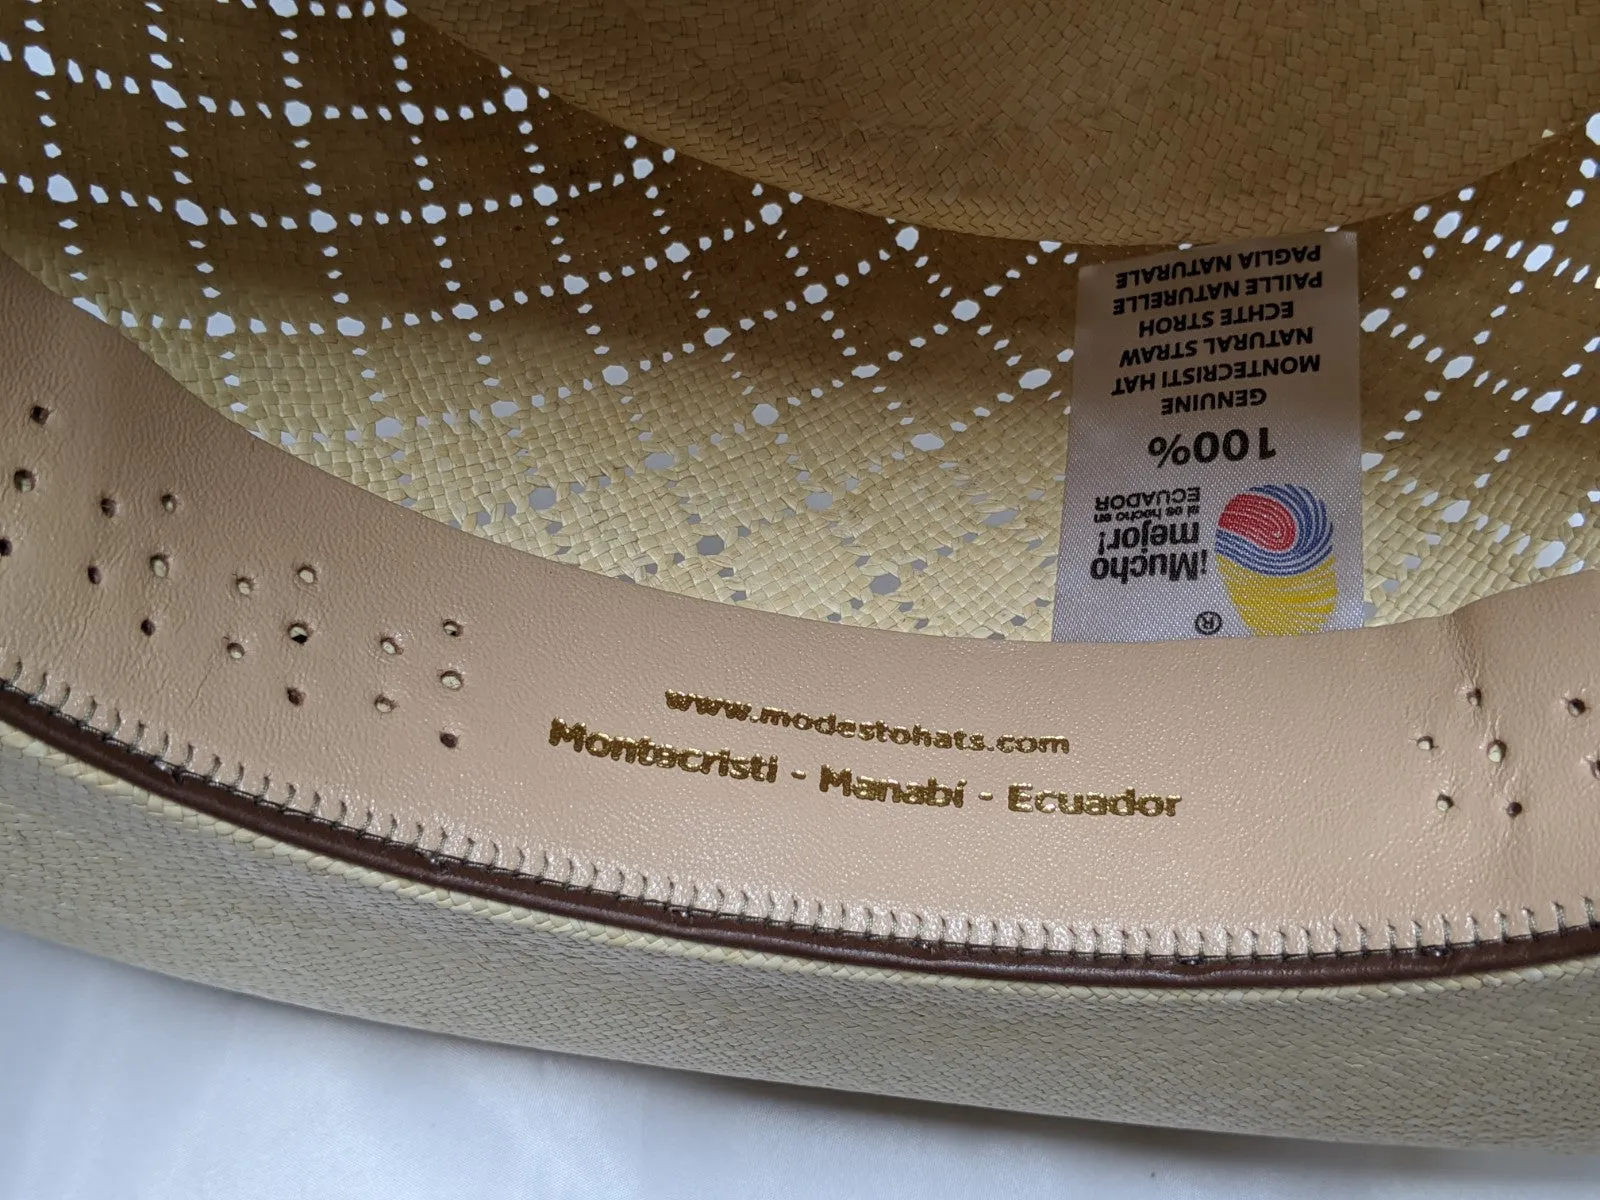 www.modestohats.com
Montecristi - Manabí - Ecuador
®
¡Mucho
mejor!
si es hecho en
ECUADOR
100%
GENUINE
MONTECRISTI HAT
NATURAL STRAW
ECHTE STROH
PAILLE NATURELLE
PAGLIA NATURALE